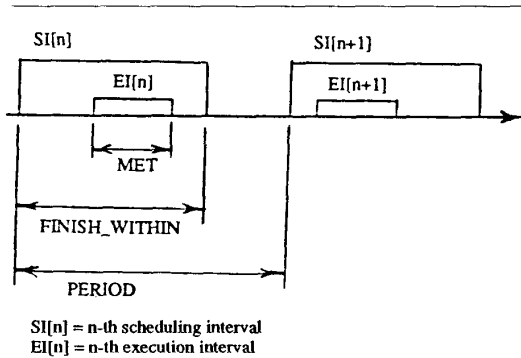 SI[n]
SI[n+1]
EI[n]
EI[n+1]
MET
FINISH_WITHIN
PERIOD
SI[n] = n-th scheduling interval
EI[n] = n-th execution interval